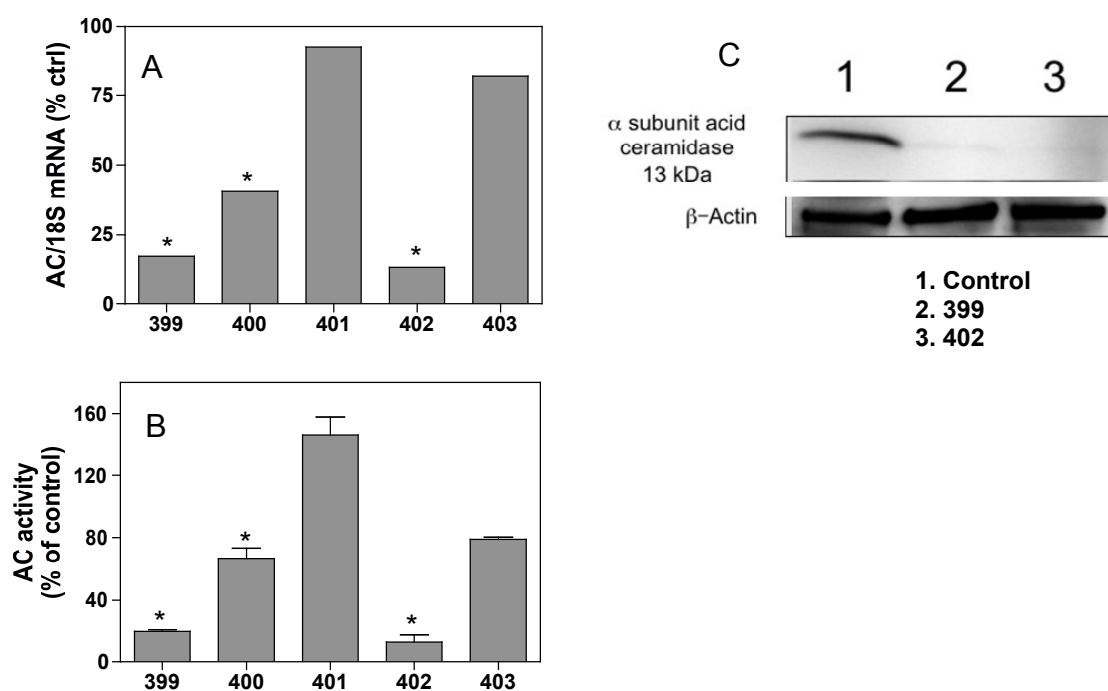 A
AC/18S mRNA (% ctrl)
100
75
50
25
0
*
*
*
399 400 401 402 403
B
AC activity
(% of control)
160
120
80
40
0
*
*
*
399 400 401 402 403
C
1 2 3
α subunit acid
ceramidase
13 kDa
β−Actin
1. Control
2. 399
3. 402